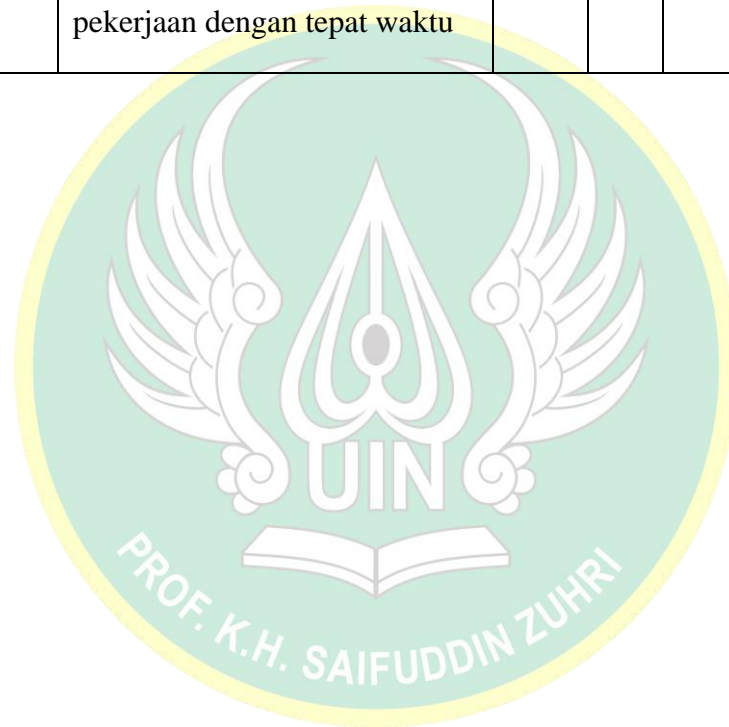 pekerjaan dengan tepat waktu
UIN
PROF. K.H. SAIFUDDIN ZUHRI